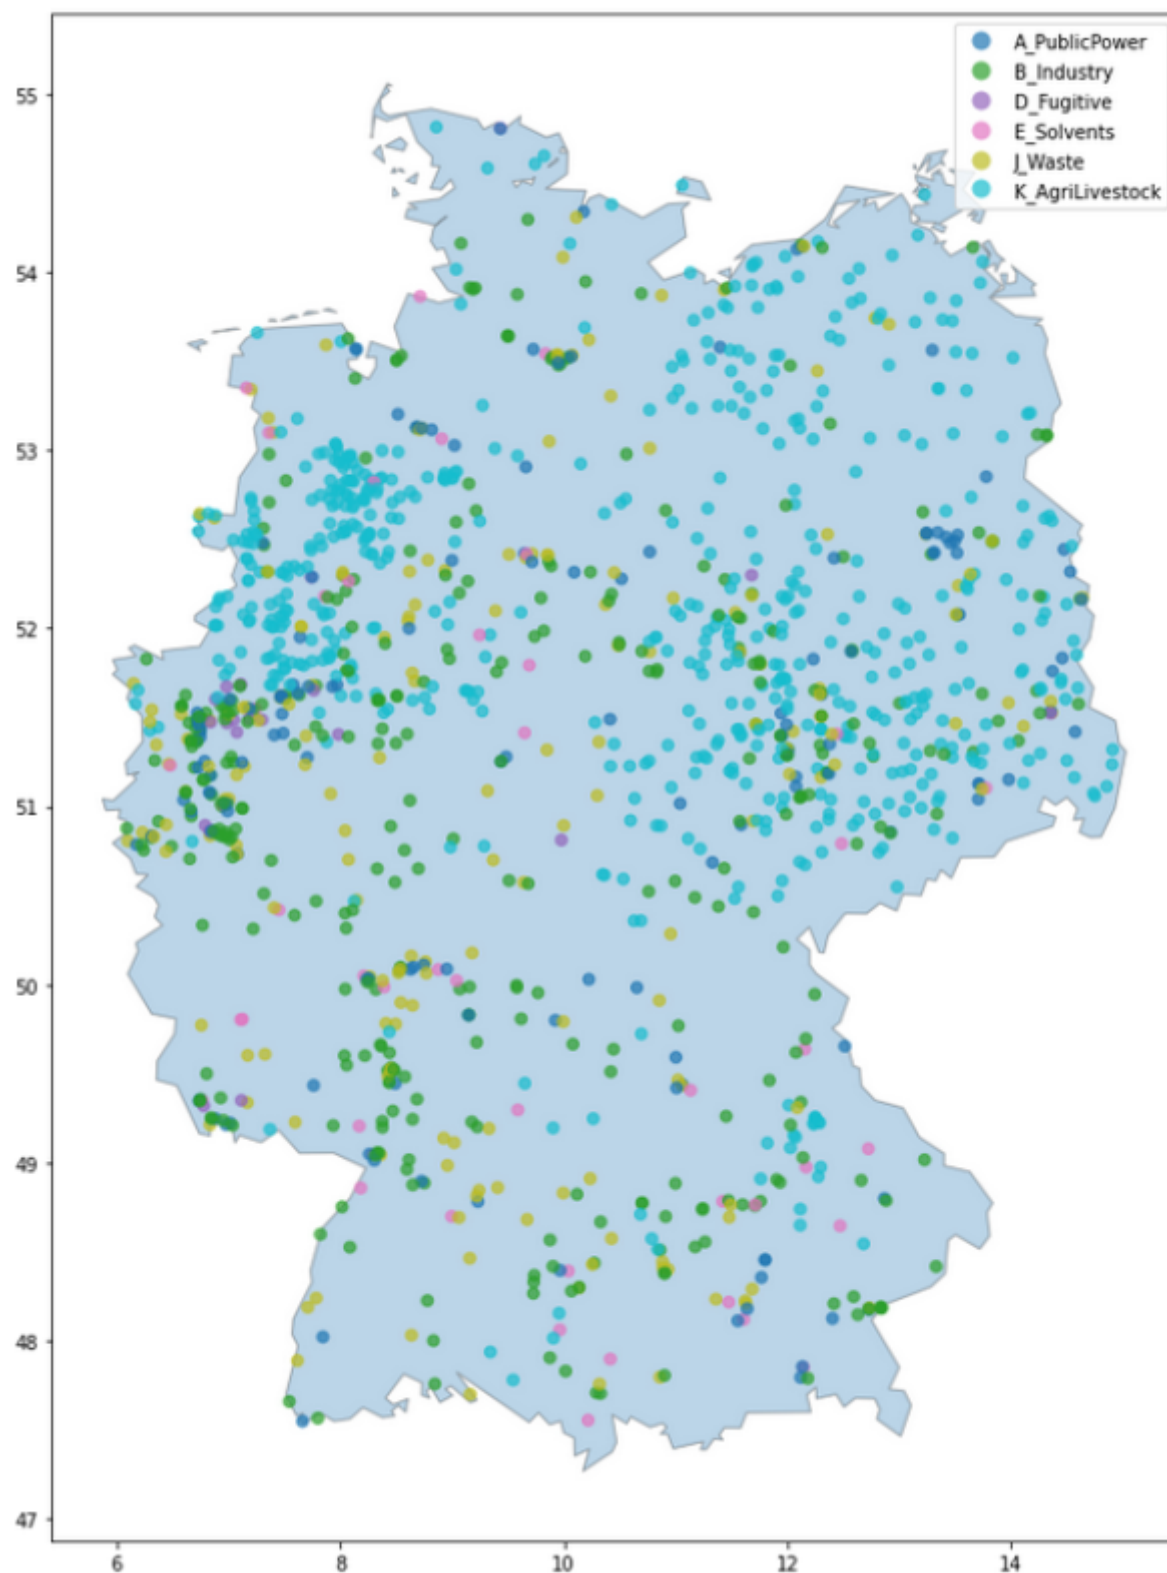 A_PublicPower
B_Industry
D_Fugitive
E_Solvents
J_Waste
K_AgriLivestock
55
54
53
52
51
50
49
48
47
6 8 10 12 14